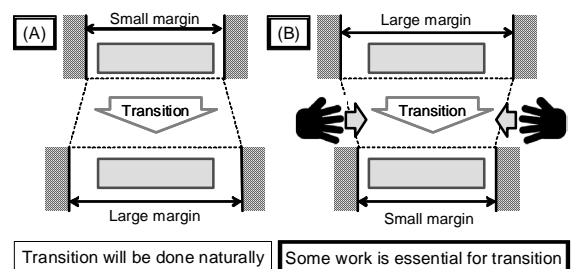 (A)
Small margin
Transition
Large margin
Transition will be done naturally
(B)
Large margin
Transition
Small margin
Some work is essential for transition